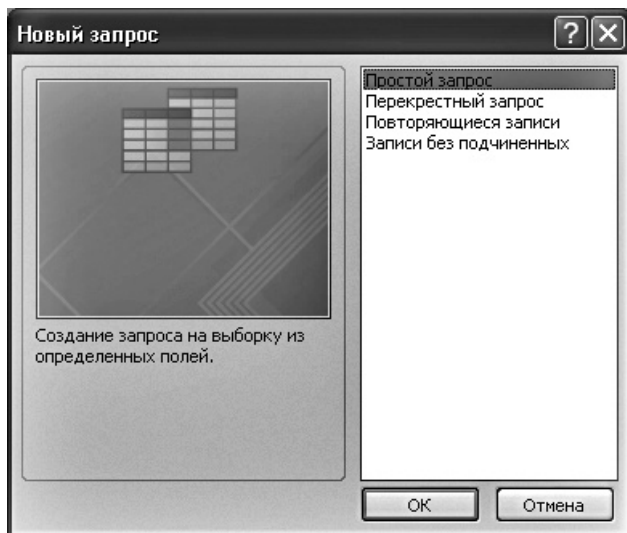 Новый запрос
Простой запрос
Перекрестный запрос
Повторяющиеся записи
Записи без подчиненных
Создание запроса на выборку из
определенных полей.
ОК
Отмена